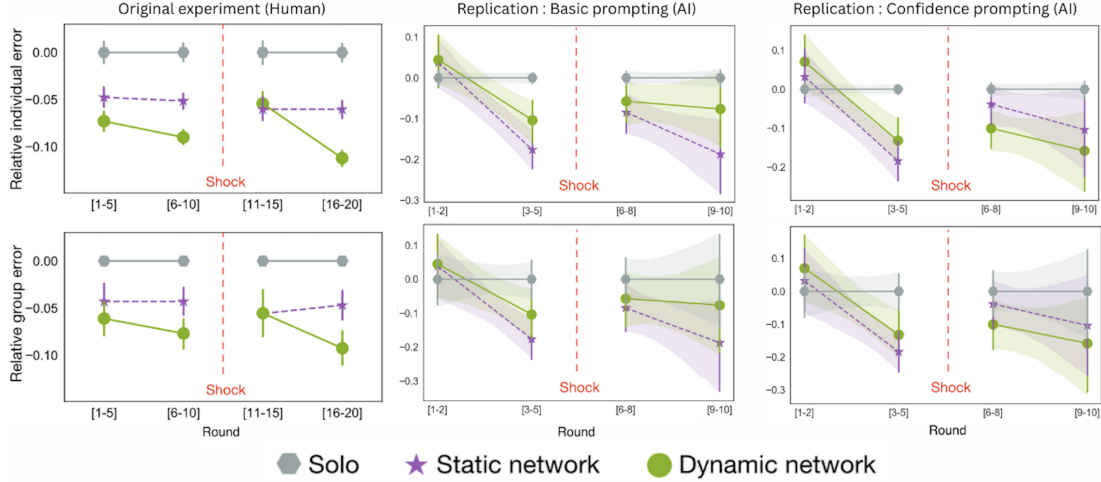 Original experiment (Human)
Replication : Basic prompting (AI)
Replication : Confidence prompting (AI)
Relative individual error
0.00
−0.05
−0.10
Shock
[1-5] [6-10] [11-15] [16-20]
0.1
0.0
−0.1
−0.2
−0.3
Shock
[1-2] [3-5] [6-8] [9-10]
0.1
0.0
−0.1
−0.2
Shock
[1-2] [3-5] [6-8] [9-10]
Relative group error
0.00
−0.05
−0.10
Shock
[1-5] [6-10] [11-15] [16-20]
Round
0.1
0.0
−0.1
−0.2
−0.3
Shock
[1-2] [3-5] [6-8] [9-10]
Round
0.1
0.0
−0.1
−0.2
−0.3
Shock
[1-2] [3-5] [6-8] [9-10]
Round
Solo Static network Dynamic network